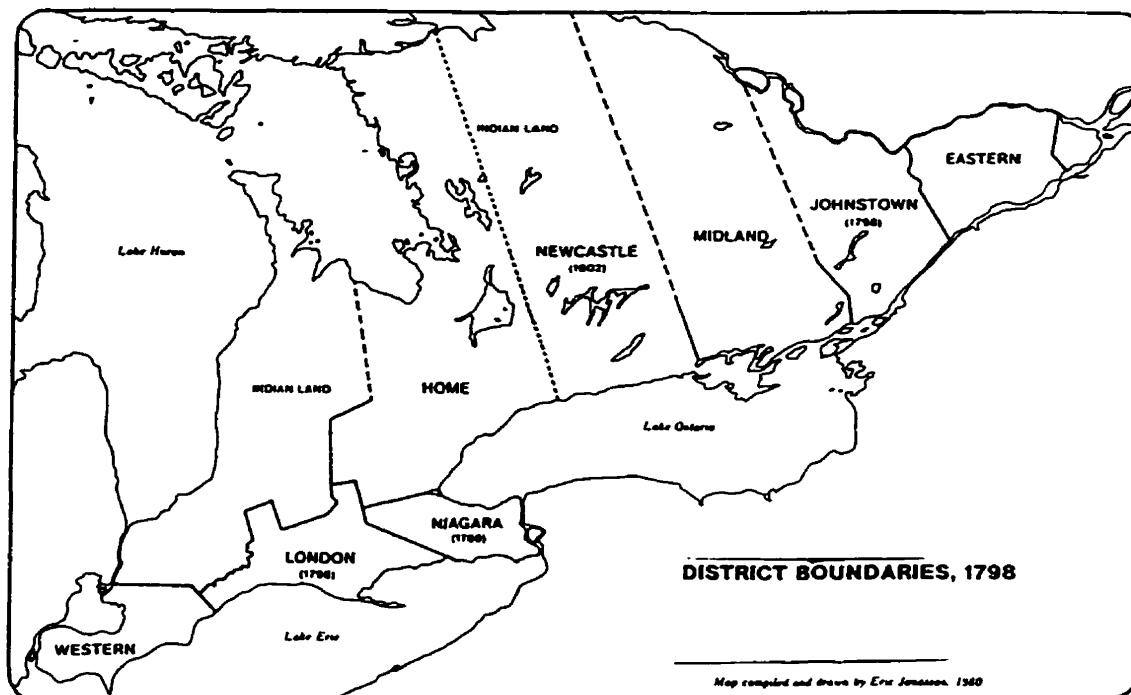 INDIAN LAND
EASTERN
JOHNSTOWN
(1798)
Lake Huron
NEWCASTLE
(1802)
MIDLAND
INDIAN LAND
HOME
Lake Ontario
NIAGARA
LONDON
(1798)
DISTRICT BOUNDARIES, 1798
Lake Erie
WESTERN
Map compiled and drawn by Eric Jonasson, 1980